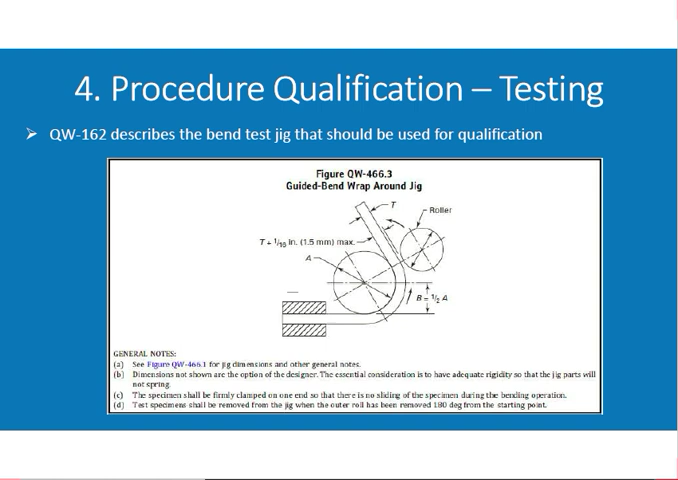 4. Procedure Qualification – Testing
➢ QW-162 describes the bend test jig that should be used for qualification
Figure QW-466.3
Guided-Bend Wrap Around Jig
T
Roller
T + 1/16 in. (1.5 mm) max.
A
B = 1/2 A
GENERAL NOTES:
(a) See Figure QW-466.1 for jig dimensions and other general notes.
(b) Dimensions not shown are the option of the designer. The essential consideration is to have adequate rigidity so that the jig parts will
not spring.
(c) The specimen shall be firmly clamped on one end so that there is no sliding of the specimen during the bending operation.
(d) Test specimens shall be removed from the jig when the outer roll has been removed 180 deg from the starting point.